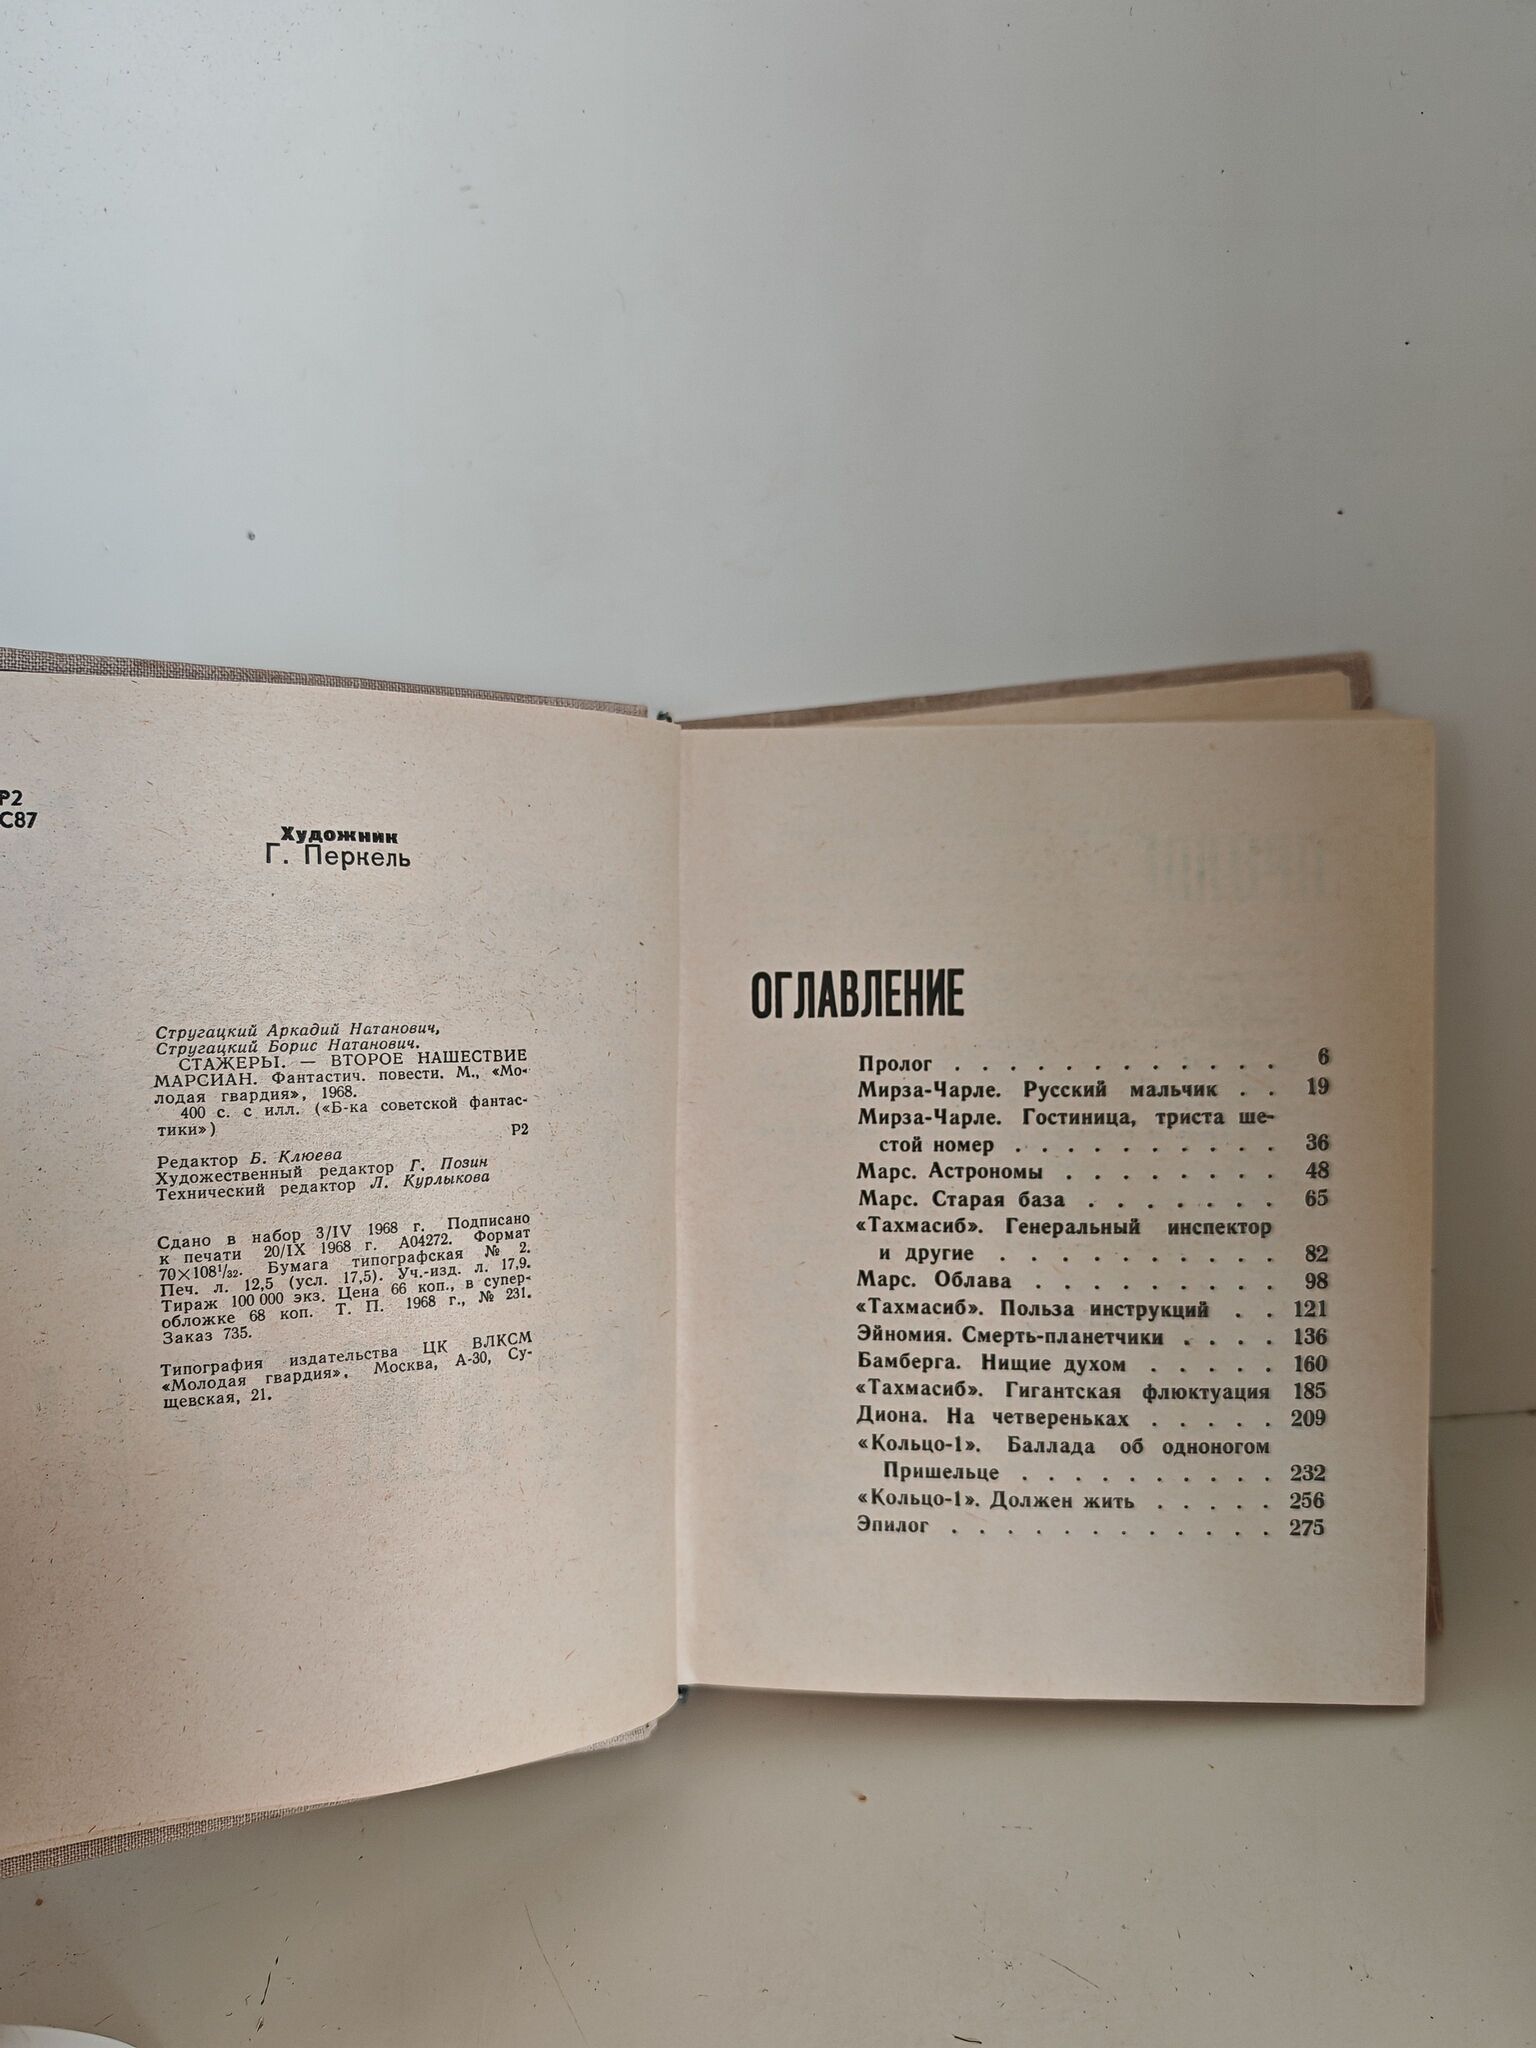 Р2
С87
Художник
Г. Перкель
Стругацкий Аркадий Натанович,
Стругацкий Борис Натанович.
СТАЖЕРЫ. — ВТОРОЕ НАШЕСТВИЕ
МАРСИАН. Фантастич. повести. М., «Мо-
лодая гвардия», 1968.
400 с. с илл. («Б-ка советской фантас-
тики»)
Р2
Редактор Б. Клюева
Художественный редактор Г. Позин
Технический редактор Л. Курлыкова
Сдано в набор 3/IV 1968 г. Подписано
к печати 20/IX 1968 г. А04272. Формат
70×108¹/₃₂. Бумага типографская № 2.
Печ. л. 12,5 (усл. 17,5). Уч.-изд. л. 17,9.
Тираж 100 000 экз. Цена 66 коп., в супер-
обложке 68 коп. Т. П. 1968 г., № 231.
Заказ 735.
Типография издательства ЦК ВЛКСМ
«Молодая гвардия», Москва, А-30, Су-
щевская, 21.
ОГЛАВЛЕНИЕ
Пролог . . . . . . . . . . . . 6
Мирза-Чарле. Русский мальчик . . 19
Мирза-Чарле. Гостиница, триста ше-
стой номер . . . . . . . . . . 36
Марс. Астрономы . . . . . . . . 48
Марс. Старая база . . . . . . . 65
«Тахмасиб». Генеральный инспектор
и другие . . . . . . . . . . 82
Марс. Облава . . . . . . . . . 98
«Тахмасиб». Польза инструкций . . 121
Эйномия. Смерть-планетчики . . . . 136
Бамберга. Нищие духом . . . . . 160
«Тахмасиб». Гигантская флюктуация 185
Диона. На четвереньках . . . . . 209
«Кольцо-1». Баллада об одноногом
Пришельце . . . . . . . . . . 232
«Кольцо-1». Должен жить . . . . . 256
Эпилог . . . . . . . . . . . . 275